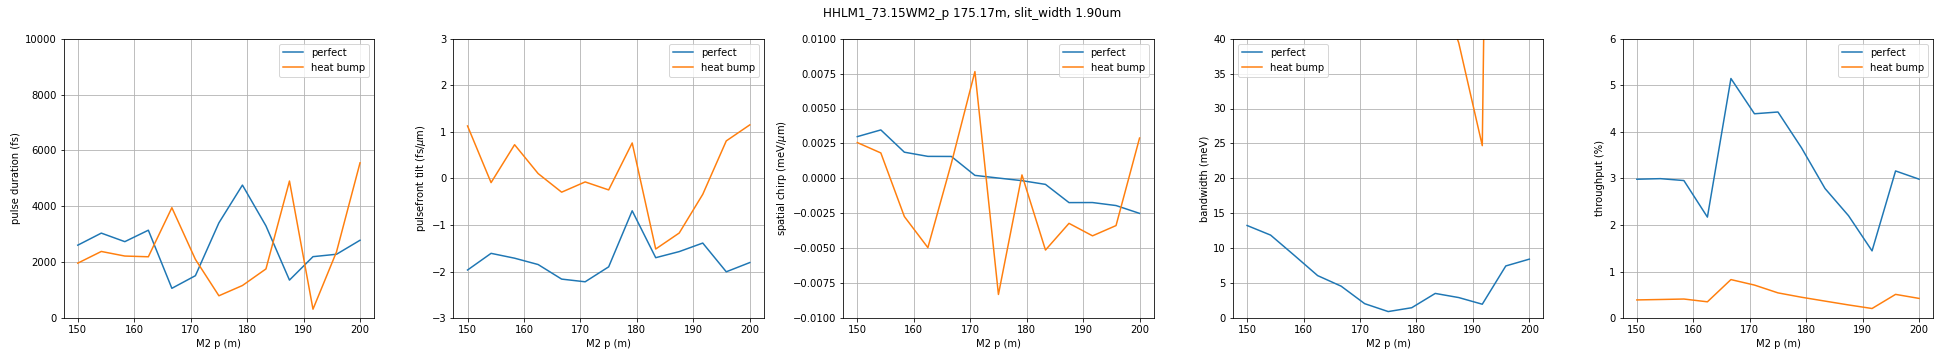 HHLM1_73.15WM2_p 175.17m, slit_width 1.90um
pulse duration (fs)
10000
8000
6000
4000
2000
0
perfect
heat bump
150 160 170 180 190 200
M2 p (m)
pulsefront tilt (fs/μm)
3
2
1
0
−1
−2
−3
perfect
heat bump
150 160 170 180 190 200
M2 p (m)
spatial chirp (meV/μm)
0.0100
0.0075
0.0050
0.0025
0.0000
−0.0025
−0.0050
−0.0075
−0.0100
perfect
heat bump
150 160 170 180 190 200
M2 p (m)
bandwidth (meV)
40
35
30
25
20
15
10
5
0
perfect
heat bump
150 160 170 180 190 200
M2 p (m)
throughput (%)
6
5
4
3
2
1
0
perfect
heat bump
150 160 170 180 190 200
M2 p (m)